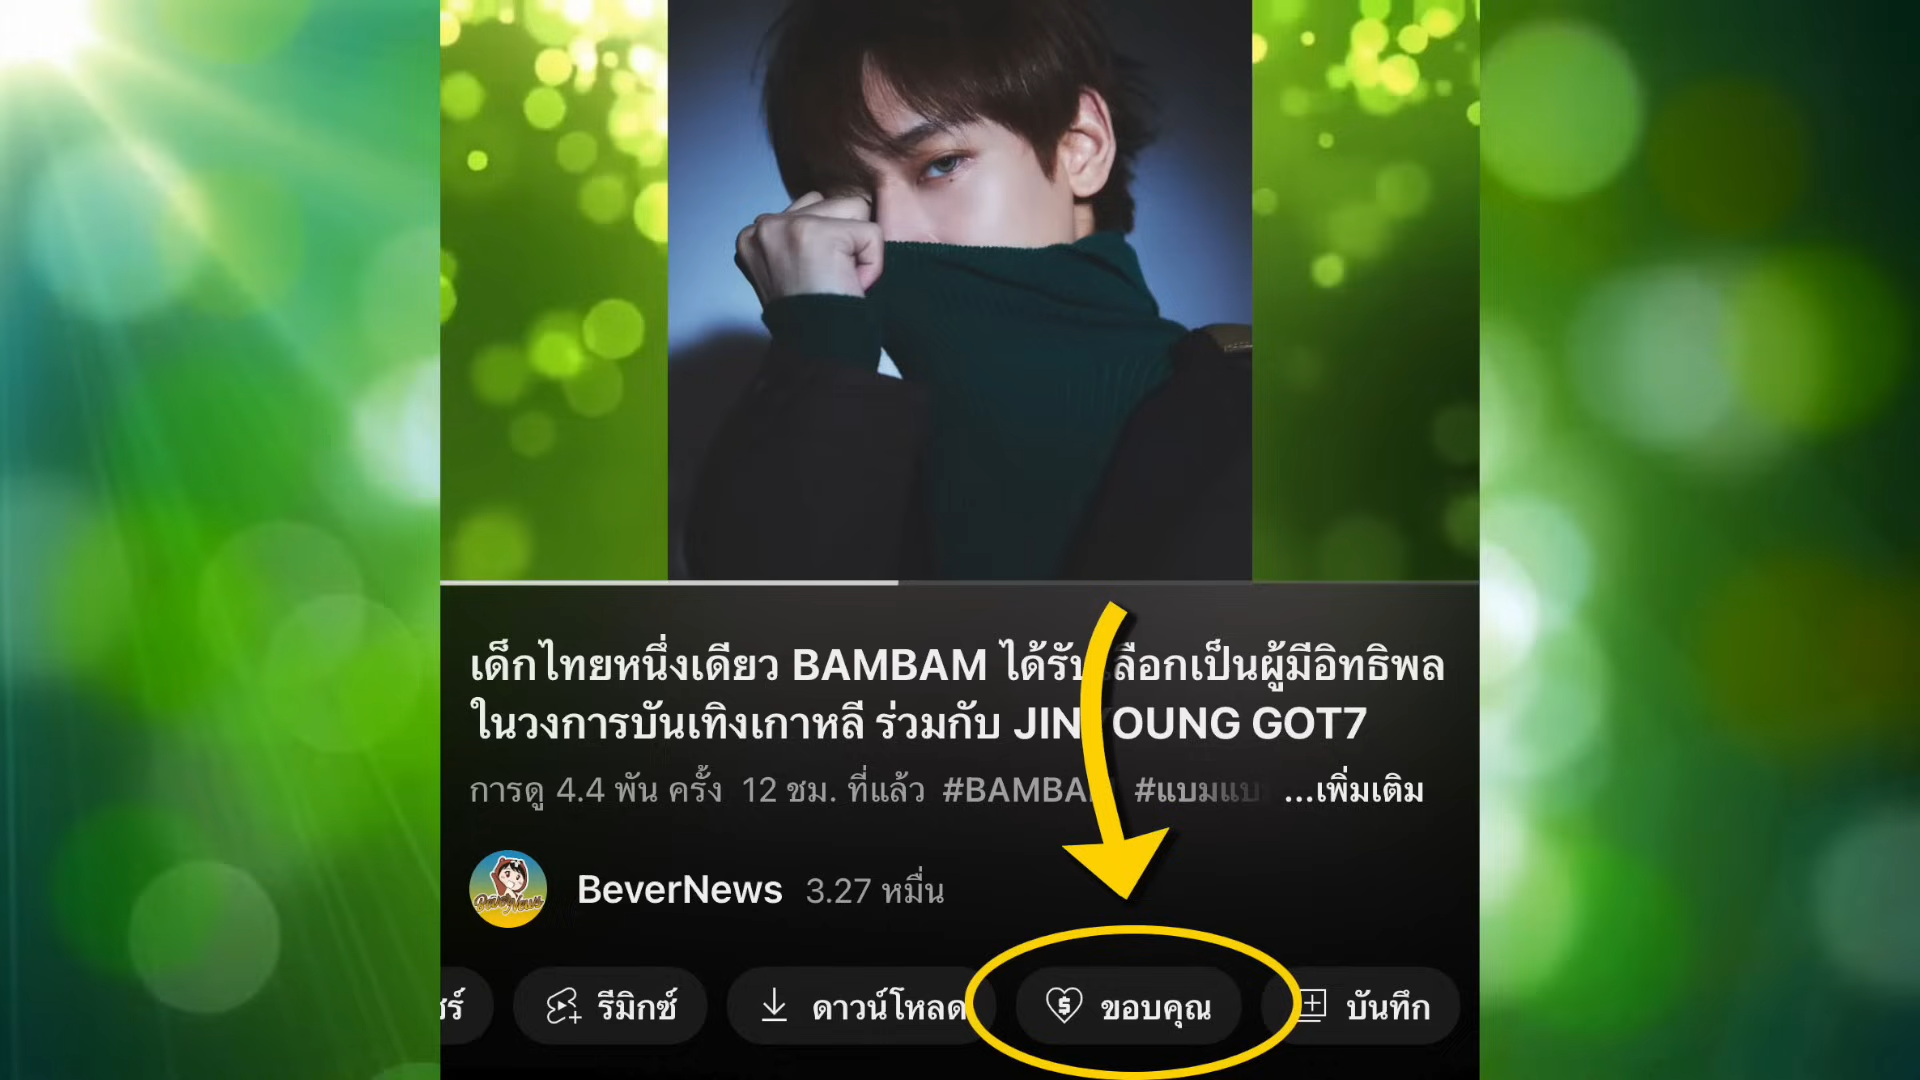 เด็กไทยหนึ่งเดียว BAMBAM ได้รับเลือกเป็นผู้มีอิทธิพล
ในวงการบันเทิงเกาหลี ร่วมกับ JINYOUNG GOT7
การดู 4.4 พัน ครั้ง 12 ชม. ที่แล้ว #BAMBAM #แบมแบ ...เพิ่มเติม
BeverNews 3.27 หมื่น
BeverNews
ร์ รีมิกซ์ ดาวน์โหลด ขอบคุณ บันทึก